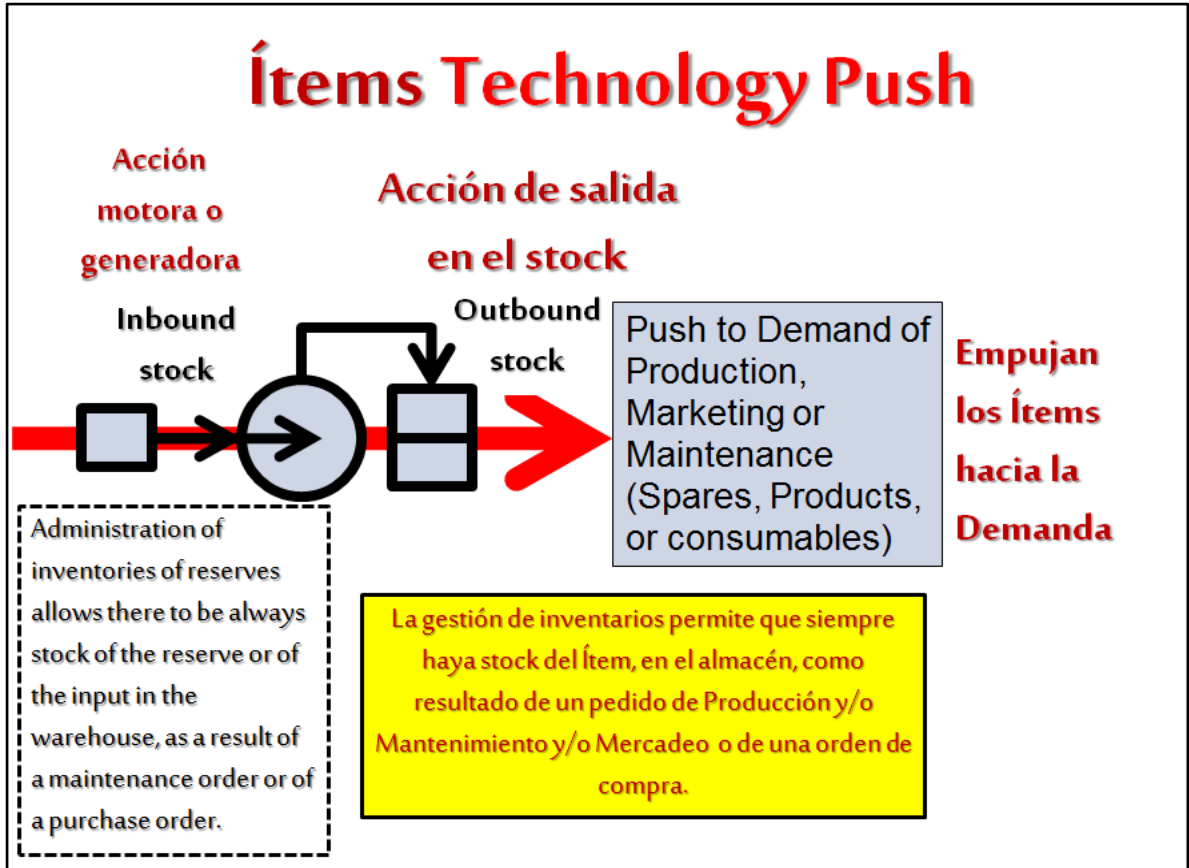 Ítems Technology Push
Acción
motora o
generadora
Acción de salida
en el stock
Inbound
stock
Outbound
stock
Push to Demand of
Production,
Marketing or
Maintenance
(Spares, Products,
or consumables)
Empujan
los Ítems
hacia la
Demanda
Administration of
inventories of reserves
allows there to be always
stock of the reserve or of
the input in the
warehouse, as a result of
a maintenance order or of
a purchase order.
La gestión de inventarios permite que siempre
haya stock del Ítem, en el almacén, como
resultado de un pedido de Producción y/o
Mantenimiento y/o Mercadeo o de una orden de
compra.